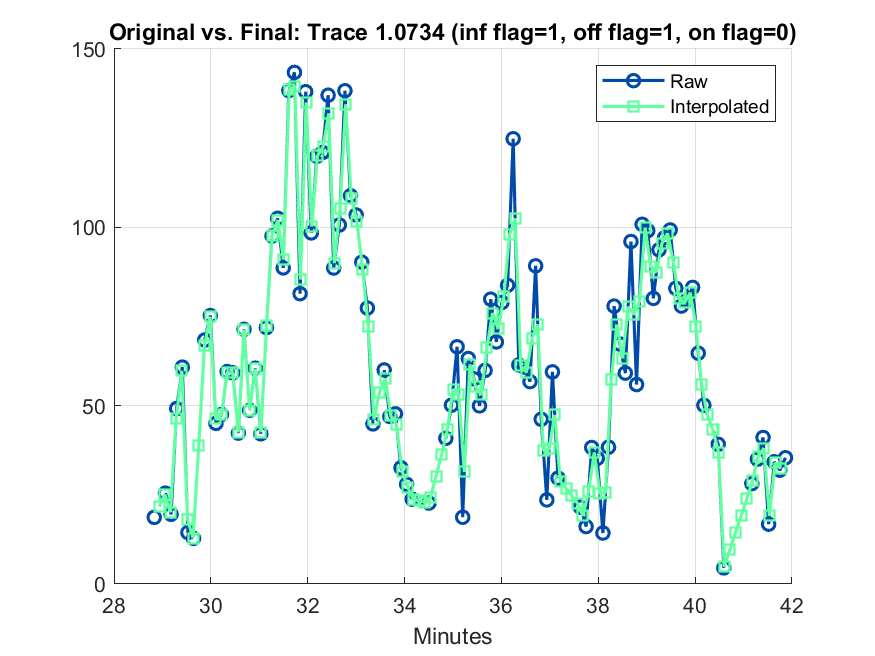 Original vs. Final: Trace 1.0734 (inf flag=1, off flag=1, on flag=0)
150
100
50
0
Raw
Interpolated
28 30 32 34 36 38 40 42
Minutes